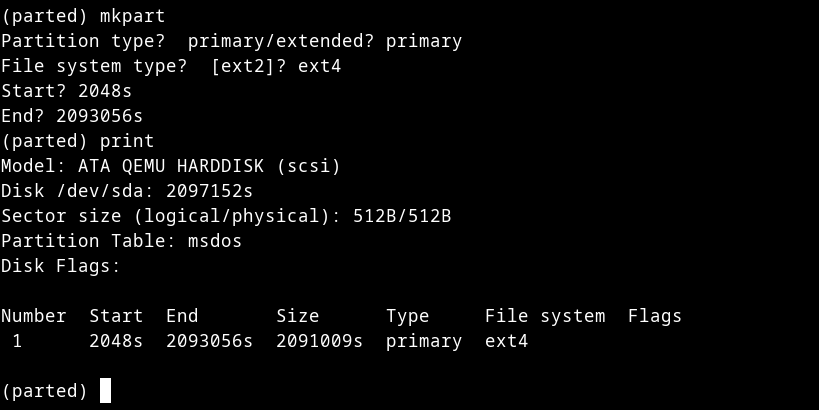 (parted) mkpart
Partition type?  primary/extended? primary
File system type?  [ext2]? ext4
Start? 2048s
End? 2093056s
(parted) print
Model: ATA QEMU HARDDISK (scsi)
Disk /dev/sda: 2097152s
Sector size (logical/physical): 512B/512B
Partition Table: msdos
Disk Flags:

Number  Start  End       Size      Type     File system  Flags
 1      2048s  2093056s  2091009s  primary  ext4

(parted)